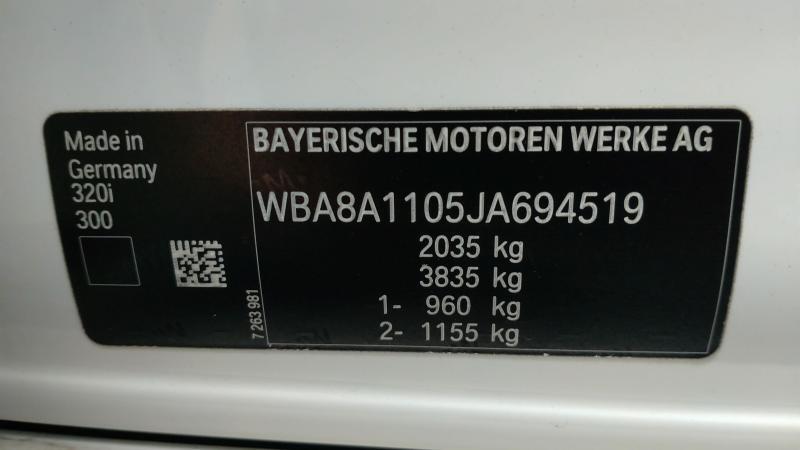 Made in
Germany
320i
300
BAYERISCHE MOTOREN WERKE AG
WBA8A1105JA694519
2035 kg
3835 kg
1- 960 kg
2- 1155 kg
7 263 981